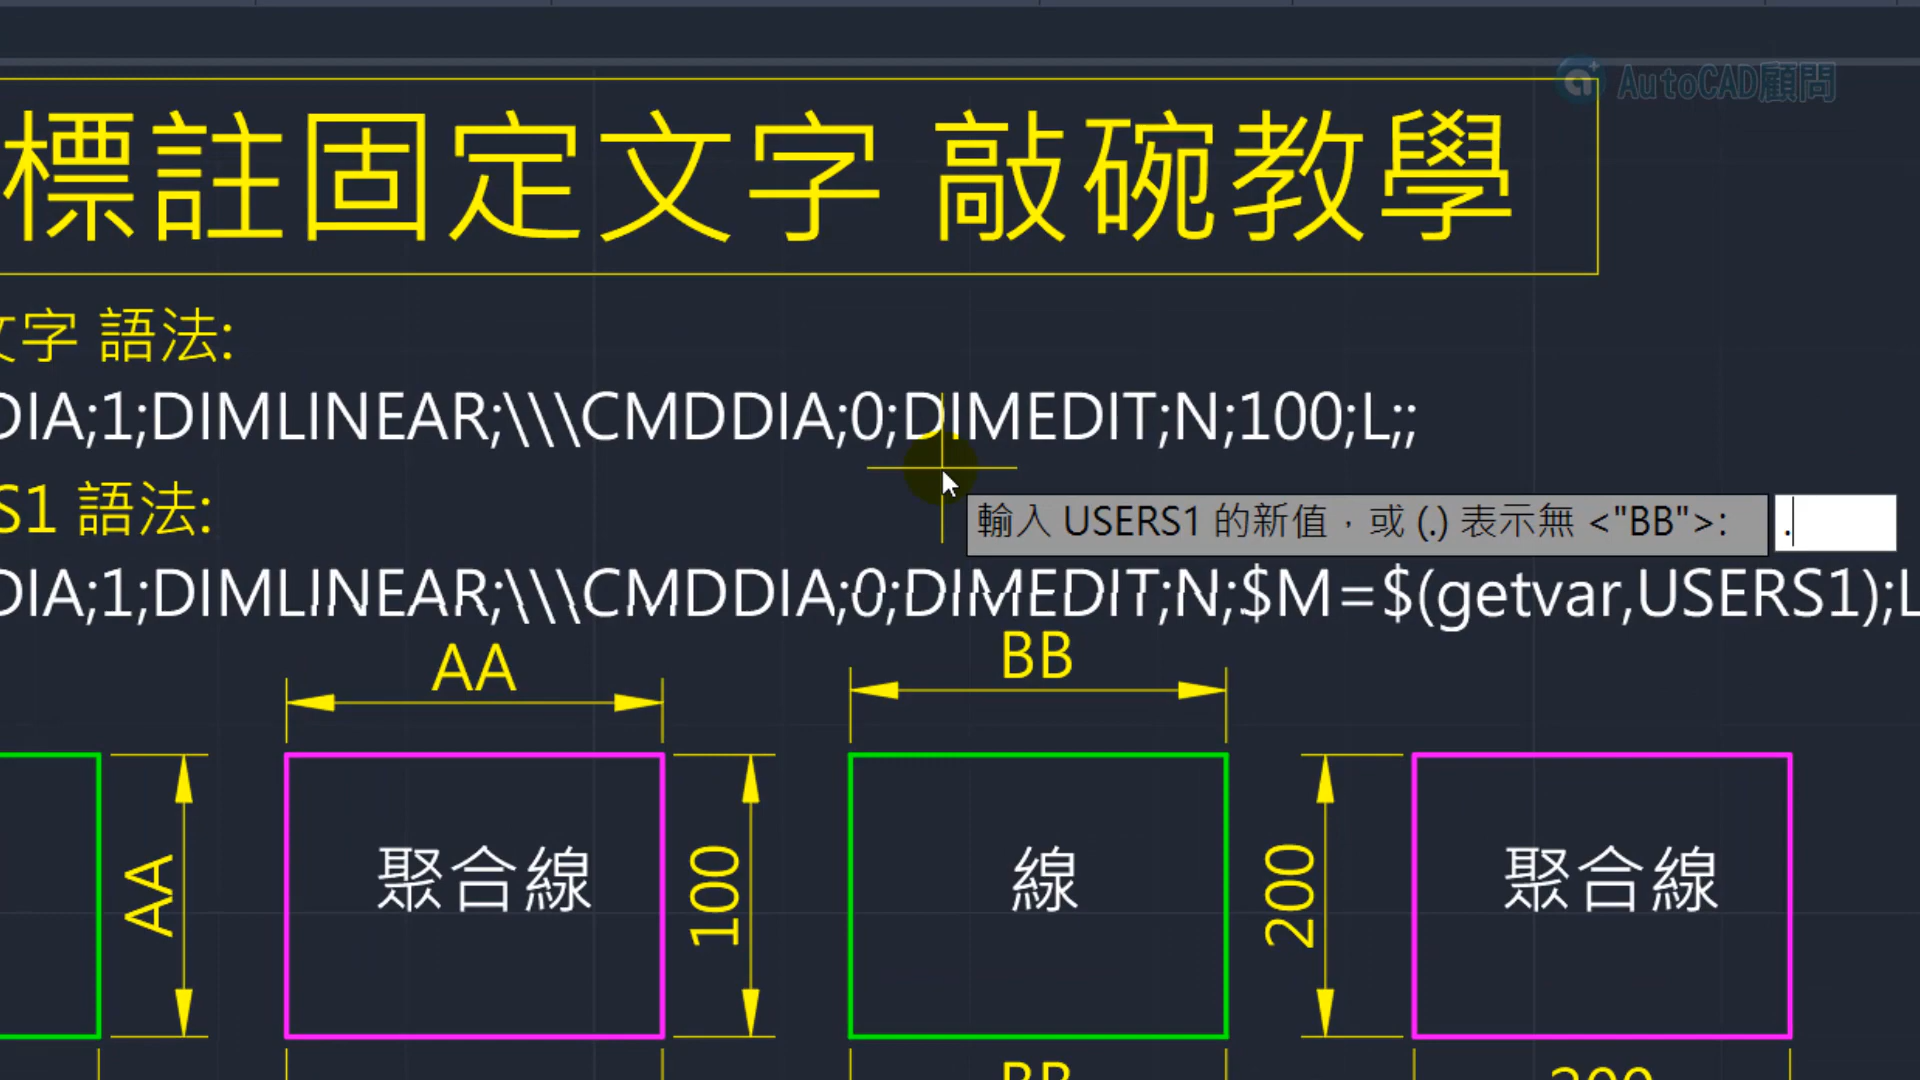 AutoCAD顧問
標註固定文字 敲碗教學
文字 語法:
DIA;1;DIMLINEAR;\\\CMDDIA;0;DIMEDIT;N;100;L;;
S1 語法:
輸入 USERS1 的新值，或 (.) 表示無 <"BB">: .
DIA;1;DIMLINEAR;\\\CMDDIA;0;DIMEDIT;N;$M=$(getvar,USERS1);L
AA
BB
AA
聚合線
100
線
200
聚合線
BB
200